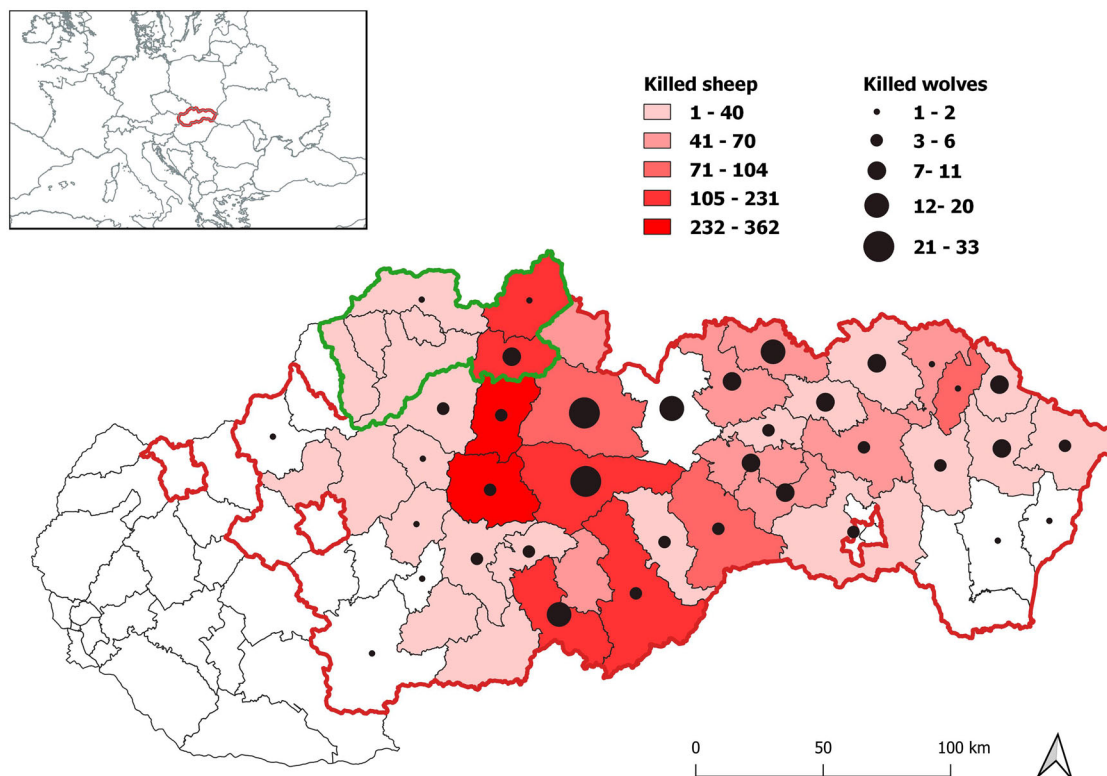 Killed sheep
1 - 40
41 - 70
71 - 104
105 - 231
232 - 362
Killed wolves
1 - 2
3 - 6
7- 11
12- 20
21 - 33
0 50 100 km